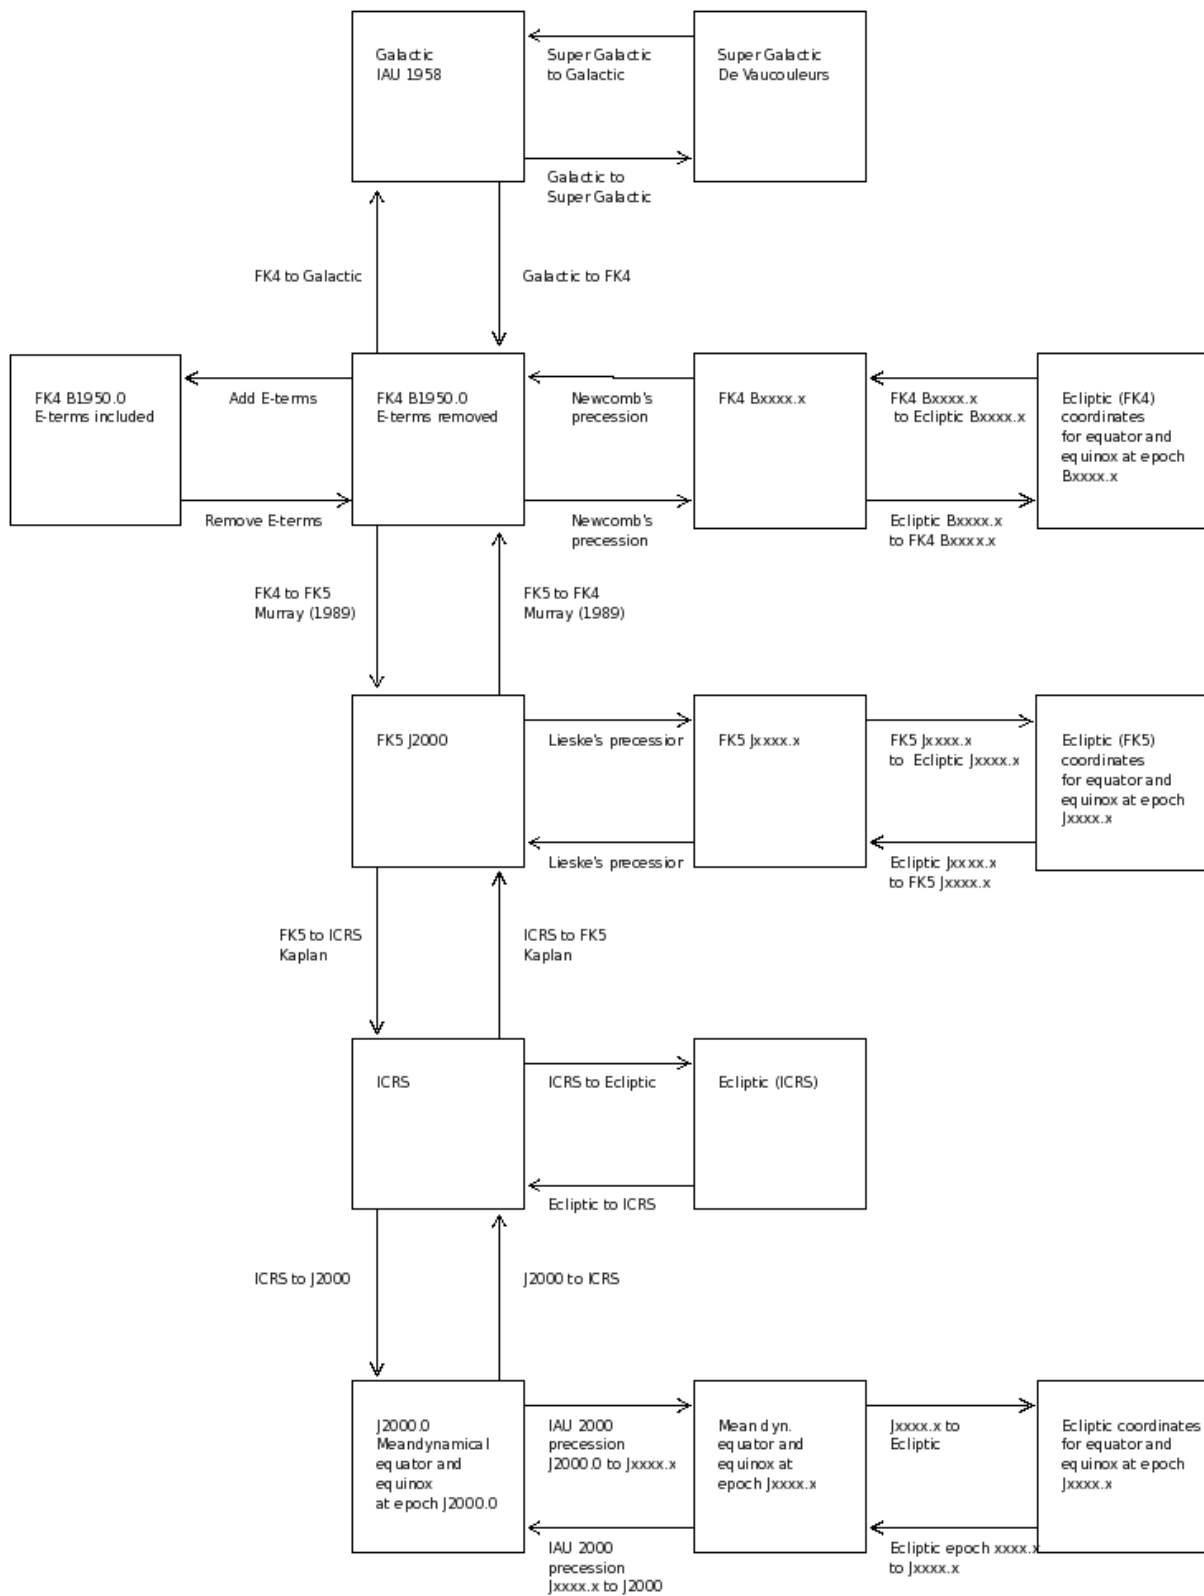 Galactic
IAU 1958
Super Galactic
to Galactic
Super Galactic
De Vaucouleurs
Galactic to
Super Galactic
FK4 to Galactic
Galactic to FK4
FK4 B1950.0
E-terms included
Add E-terms
FK4 B1950.0
E-terms removed
Newcomb's
precession
FK4 Bxxxx.x
FK4 Bxxxx.x
to Ecliptic Bxxxx.x
Ecliptic (FK4)
coordinates
for equator and
equinox at epoch
Bxxxx.x
Remove E-terms
Newcomb's
precession
Ecliptic Bxxxx.x
to FK4 Bxxxx.x
FK4 to FK5
Murray (1989)
FK5 to FK4
Murray (1989)
FK5 J2000
Lieske's precessior
FK5 Jxxxx.x
FK5 Jxxxx.x
to Ecliptic Jxxxx.x
Ecliptic (FK5)
coordinates
for equator and
equinox at epoch
Jxxxx.x
Lieske's precessior
Ecliptic Jxxxx.x
to FK5 Jxxxx.x
FK5 to ICRS
Kaplan
ICRS to FK5
Kaplan
ICRS
ICRS to Ecliptic
Ecliptic (ICRS)
Ecliptic to ICRS
ICRS to J2000
J2000 to ICRS
J2000.0
Mean dynamical
equator and
equinox
at epoch J2000.0
IAU 2000
precession
J2000.0 to Jxxxx.x
Mean dyn.
equator and
equinox at
epoch Jxxxx.x
Jxxxx.x to
Ecliptic
Ecliptic coordinates
for equator and
equinox at epoch
Jxxxx.x
IAU 2000
precession
Jxxxx.x to J2000
Ecliptic epoch xxxx.x
to Jxxxx.x